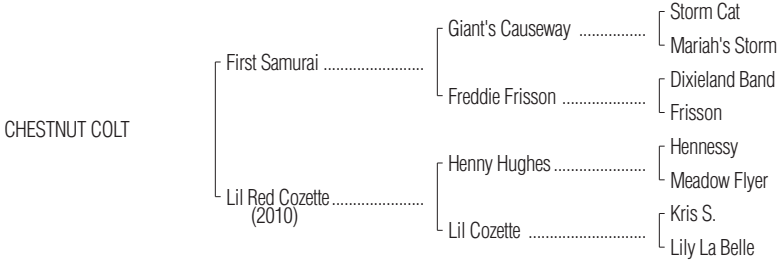 Storm Cat
Giant's Causeway ................
Mariah's Storm
First Samurai ........................
Dixieland Band
Freddie Frisson ....................
Frisson
CHESTNUT COLT
Hennessy
Henny Hughes ......................
Meadow Flyer
Lil Red Cozette ......................
(2010)
Kris S.
Lil Cozette ............................
Lily La Belle